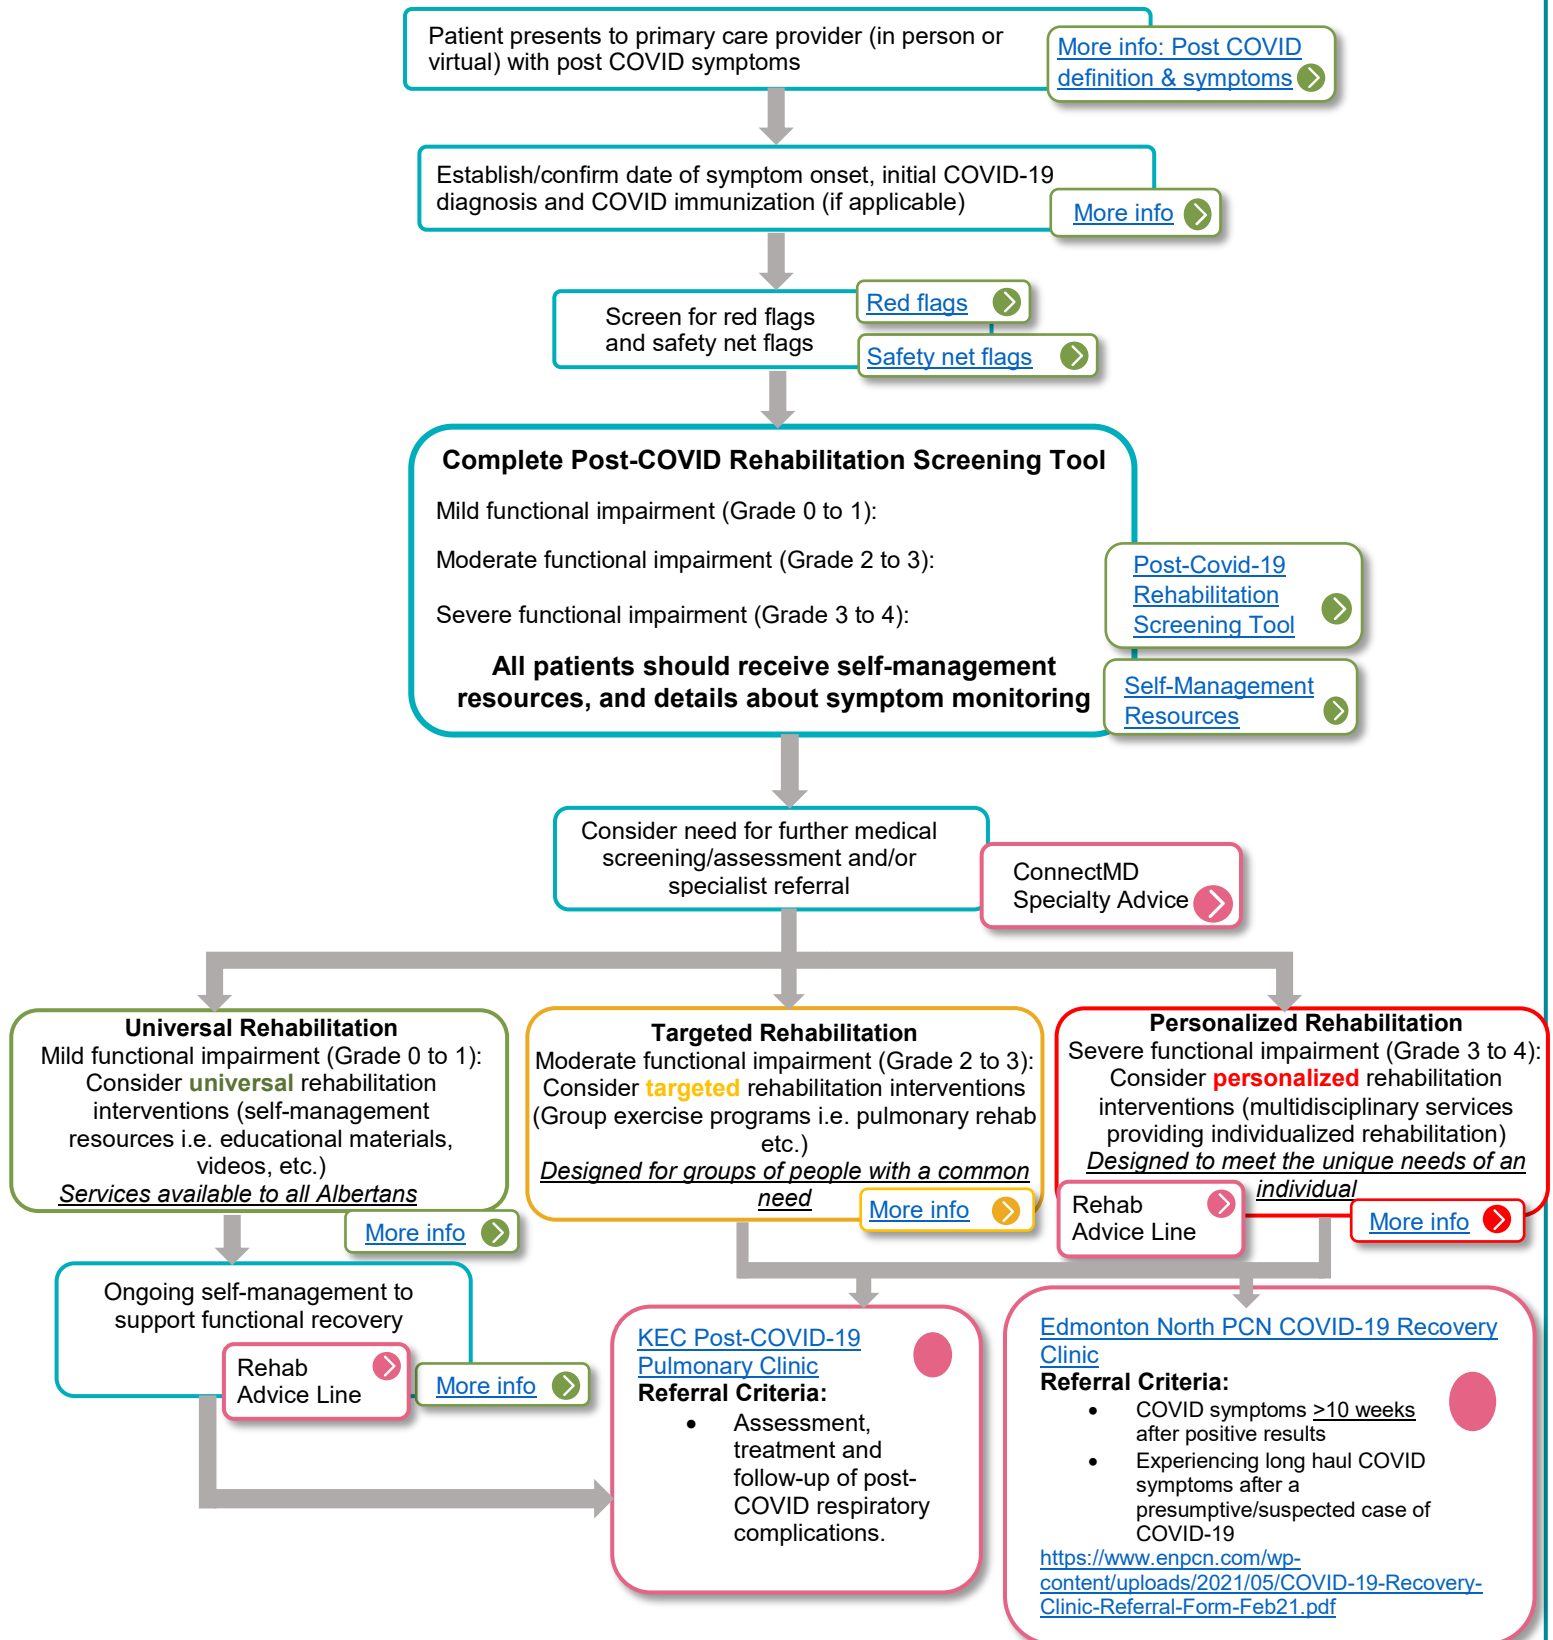 Patient presents to primary care provider (in person or
virtual) with post COVID symptoms
More info: Post COVID
definition & symptoms
Establish/confirm date of symptom onset, initial COVID-19
diagnosis and COVID immunization (if applicable)
More info
Screen for red flags
and safety net flags
Red flags
Safety net flags
Complete Post-COVID Rehabilitation Screening Tool
Mild functional impairment (Grade 0 to 1):
Moderate functional impairment (Grade 2 to 3):
Severe functional impairment (Grade 3 to 4):
All patients should receive self-management
resources, and details about symptom monitoring
Post-Covid-19
Rehabilitation
Screening Tool
Self-Management
Resources
Consider need for further medical
screening/assessment and/or
specialist referral
ConnectMD
Specialty Advice
Universal Rehabilitation
Mild functional impairment (Grade 0 to 1):
Consider universal rehabilitation
interventions (self-management
resources i.e. educational materials,
videos, etc.)
Services available to all Albertans
More info
Targeted Rehabilitation
Moderate functional impairment (Grade 2 to 3):
Consider targeted rehabilitation interventions
(Group exercise programs i.e. pulmonary rehab
etc.)
Designed for groups of people with a common
need
More info
Personalized Rehabilitation
Severe functional impairment (Grade 3 to 4):
Consider personalized rehabilitation
interventions (multidisciplinary services
providing individualized rehabilitation)
Designed to meet the unique needs of an
individual
Rehab
Advice Line
More info
Ongoing self-management to
support functional recovery
Rehab
Advice Line
More info
KEC Post-COVID-19
Pulmonary Clinic
Referral Criteria:
• Assessment,
treatment and
follow-up of post-
COVID respiratory
complications.
Edmonton North PCN COVID-19 Recovery
Clinic
Referral Criteria:
• COVID symptoms >10 weeks
after positive results
• Experiencing long haul COVID
symptoms after a
presumptive/suspected case of
COVID-19
https://www.enpcn.com/wp-
content/uploads/2021/05/COVID-19-Recovery-
Clinic-Referral-Form-Feb21.pdf